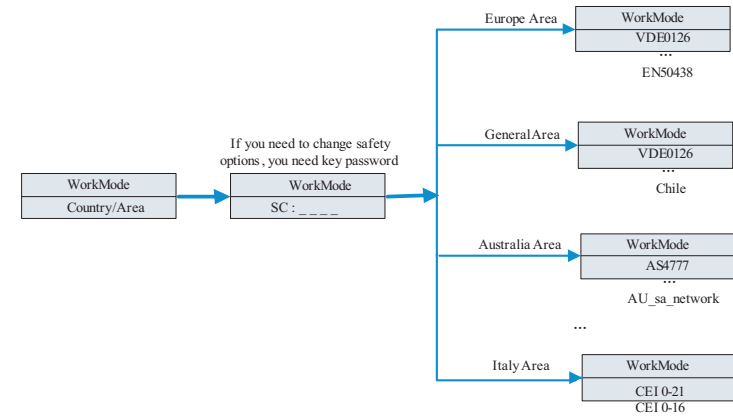 Europe Area
WorkMode
VDE0126
...
EN50438
If you need to change safety
options, you need key password
General Area
WorkMode
VDE0126
...
Chile
WorkMode
Country/Area
WorkMode
SC : _ _ _ _
Australia Area
WorkMode
AS4777
...
AU_sa_network
...
Italy Area
WorkMode
CEI 0-21
CEI 0-16